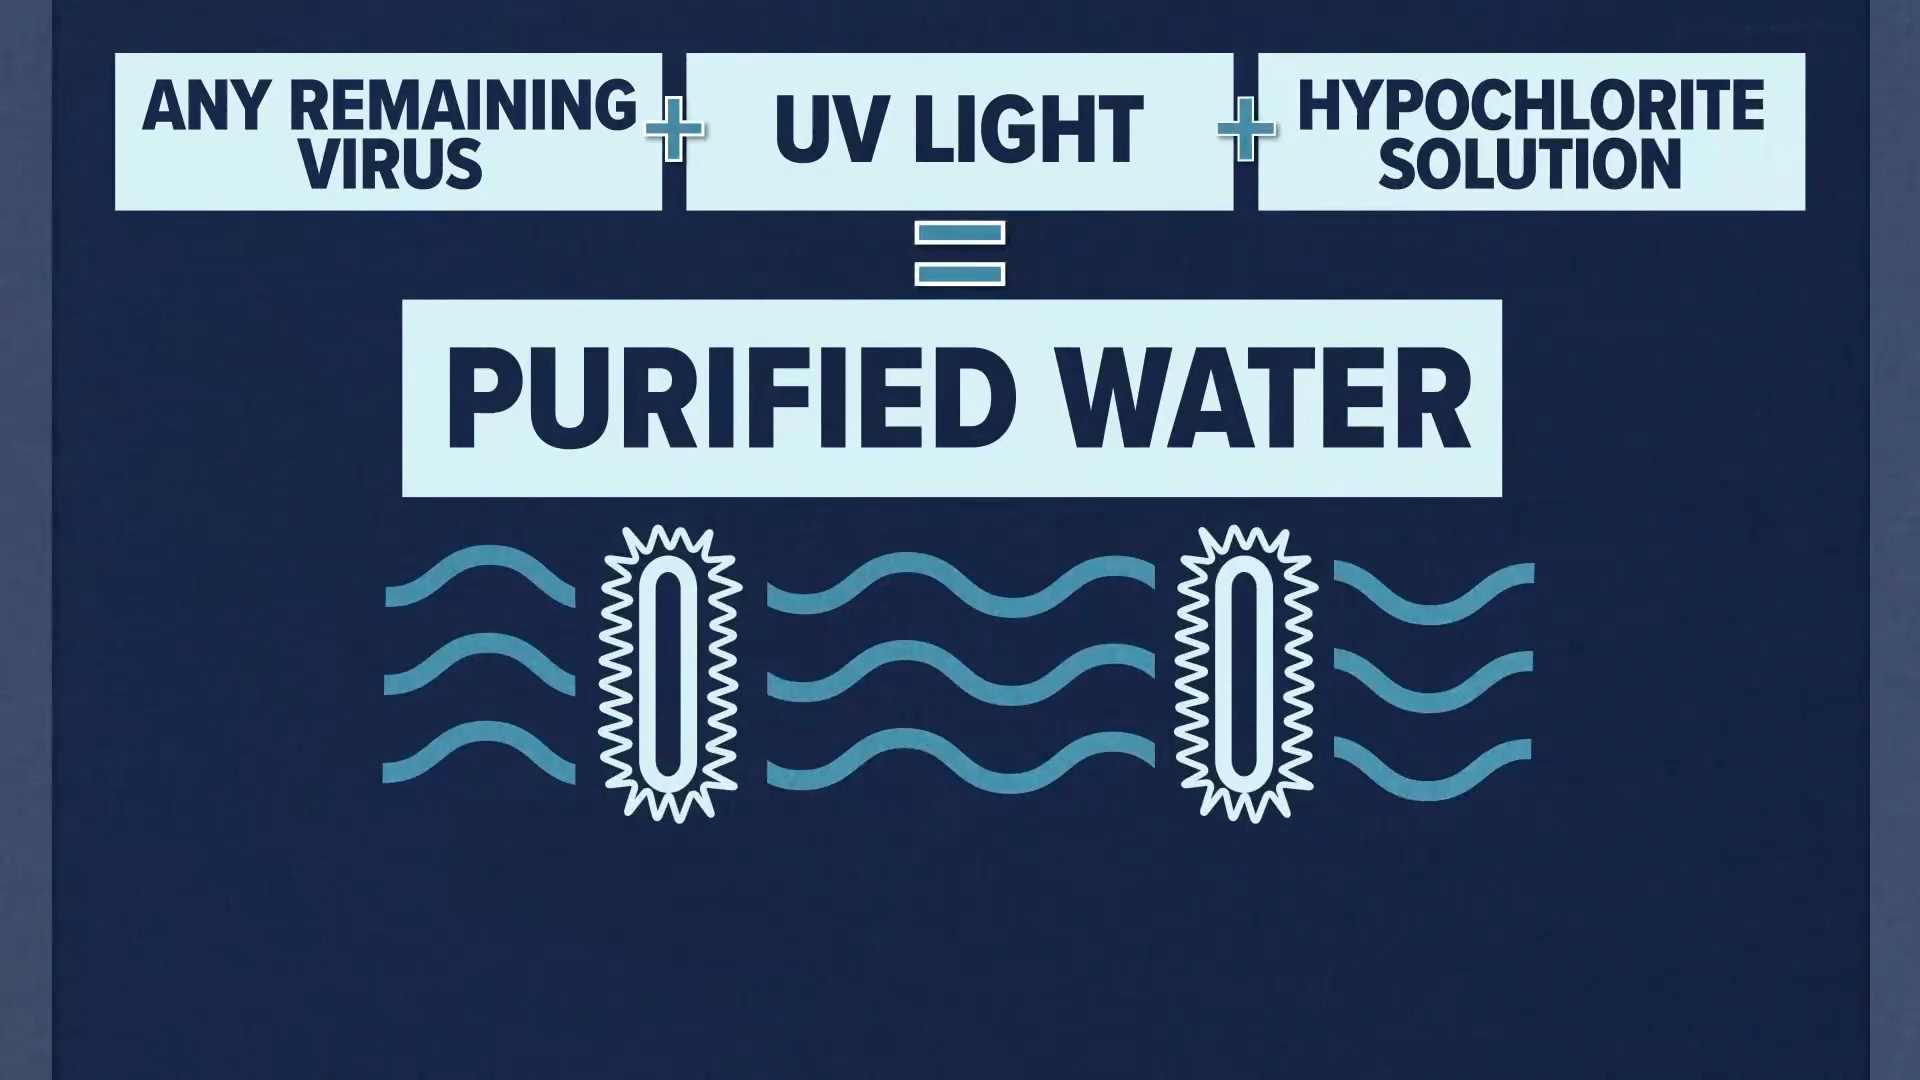 ANY REMAINING
VIRUS
+
UV LIGHT
+
HYPOCHLORITE
SOLUTION
=
PURIFIED WATER